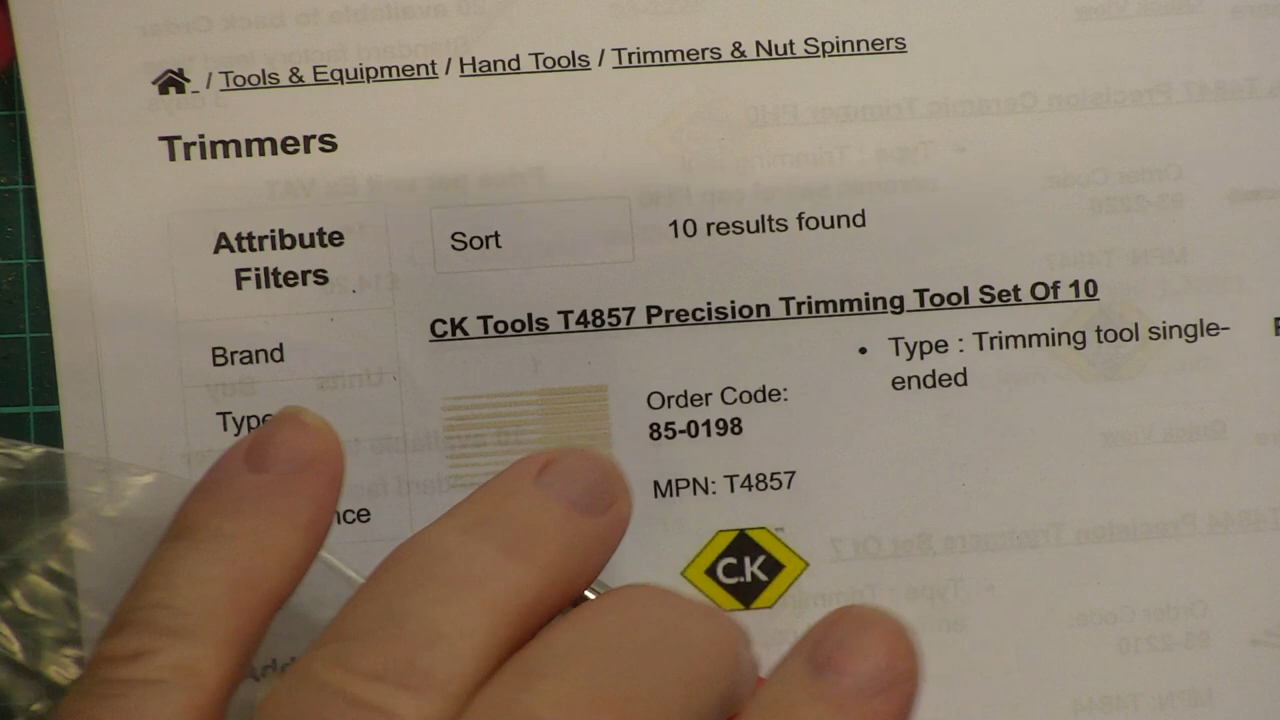 / Tools & Equipment / Hand Tools / Trimmers & Nut Spinners
Trimmers
Attribute
Filters
Sort
10 results found
Brand
Type
CK Tools T4857 Precision Trimming Tool Set Of 10
Order Code:
85-0198
MPN: T4857
C.K
• Type : Trimming tool single-
ended